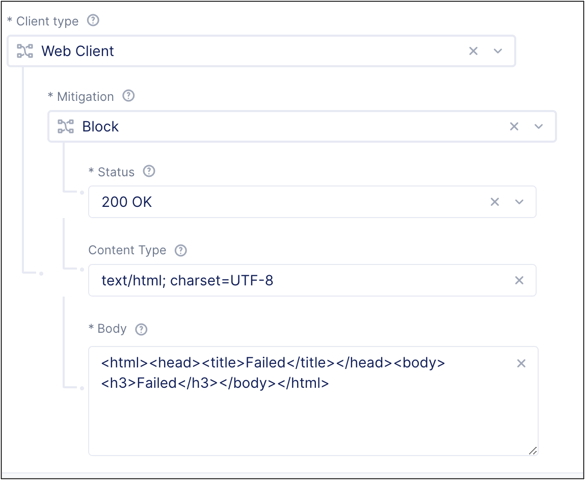 * Client type
Web Client
* Mitigation
Block
* Status
200 OK
Content Type
text/html; charset=UTF-8
* Body
<html><head><title>Failed</title></head><body>
<h3>Failed</h3></body></html>